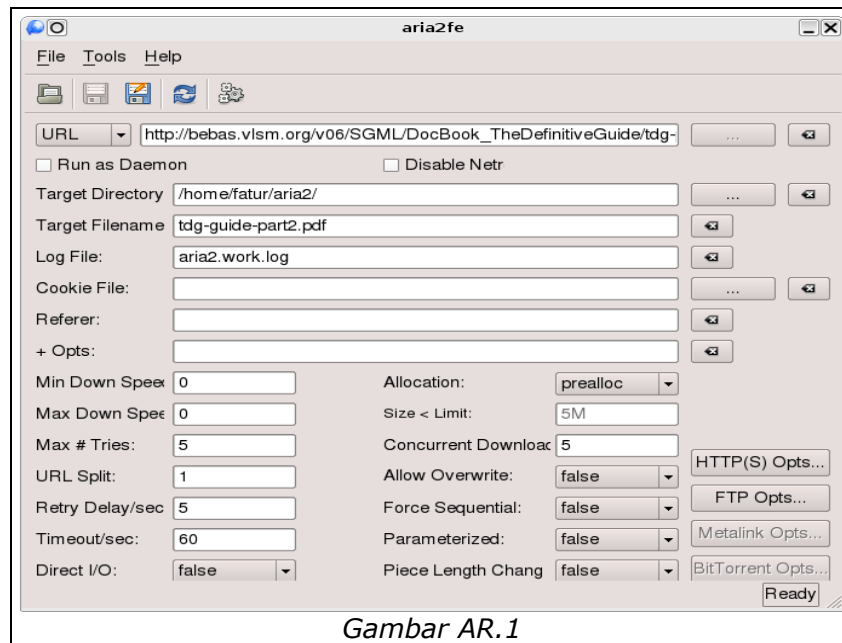 aria2fe
File Tools Help
URL http://bebas.vlsm.org/v06/SGML/DocBook_TheDefinitiveGuide/tdg- ...
Run as Daemon Disable Netr
Target Directory /home/fatur/aria2/ ...
Target Filename tdg-guide-part2.pdf
Log File: aria2.work.log
Cookie File: ...
Referer:
+ Opts:
Min Down Speed 0 Allocation: prealloc
Max Down Spee 0 Size < Limit: 5M
Max # Tries: 5 Concurrent Download 5
URL Split: 1 Allow Overwrite: false HTTP(S) Opts...
Retry Delay/sec 5 Force Sequential: false FTP Opts...
Timeout/sec: 60 Parameterized: false Metalink Opts...
Direct I/O: false Piece Length Chang false BitTorrent Opts...
Ready
Gambar AR.1